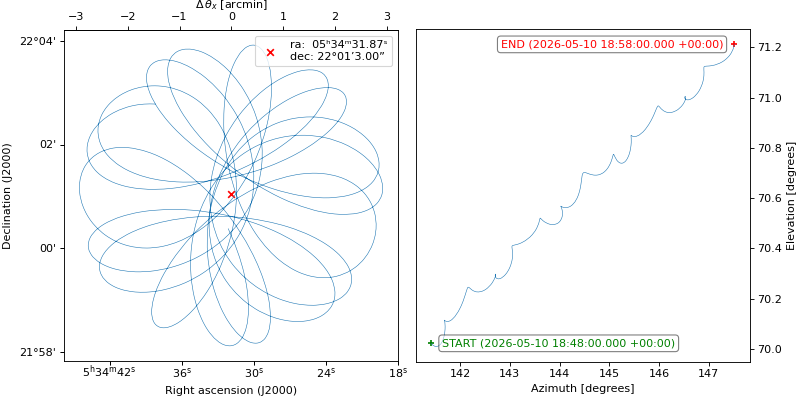 Δ θx [arcmin]
−3 −2 −1 0 1 2 3
22°04'
02'
00'
21°58'
Declination (J2000)
ra: 05ʰ34ᵐ31.87ˢ
dec: 22°01’3.00”
5ʰ34ᵐ42ˢ 36ˢ 30ˢ 24ˢ 18ˢ
Right ascension (J2000)
END (2026-05-10 18:58:00.000 +00:00)
START (2026-05-10 18:48:00.000 +00:00)
71.2
71.0
70.8
70.6
70.4
70.2
70.0
Elevation [degrees]
142 143 144 145 146 147
Azimuth [degrees]